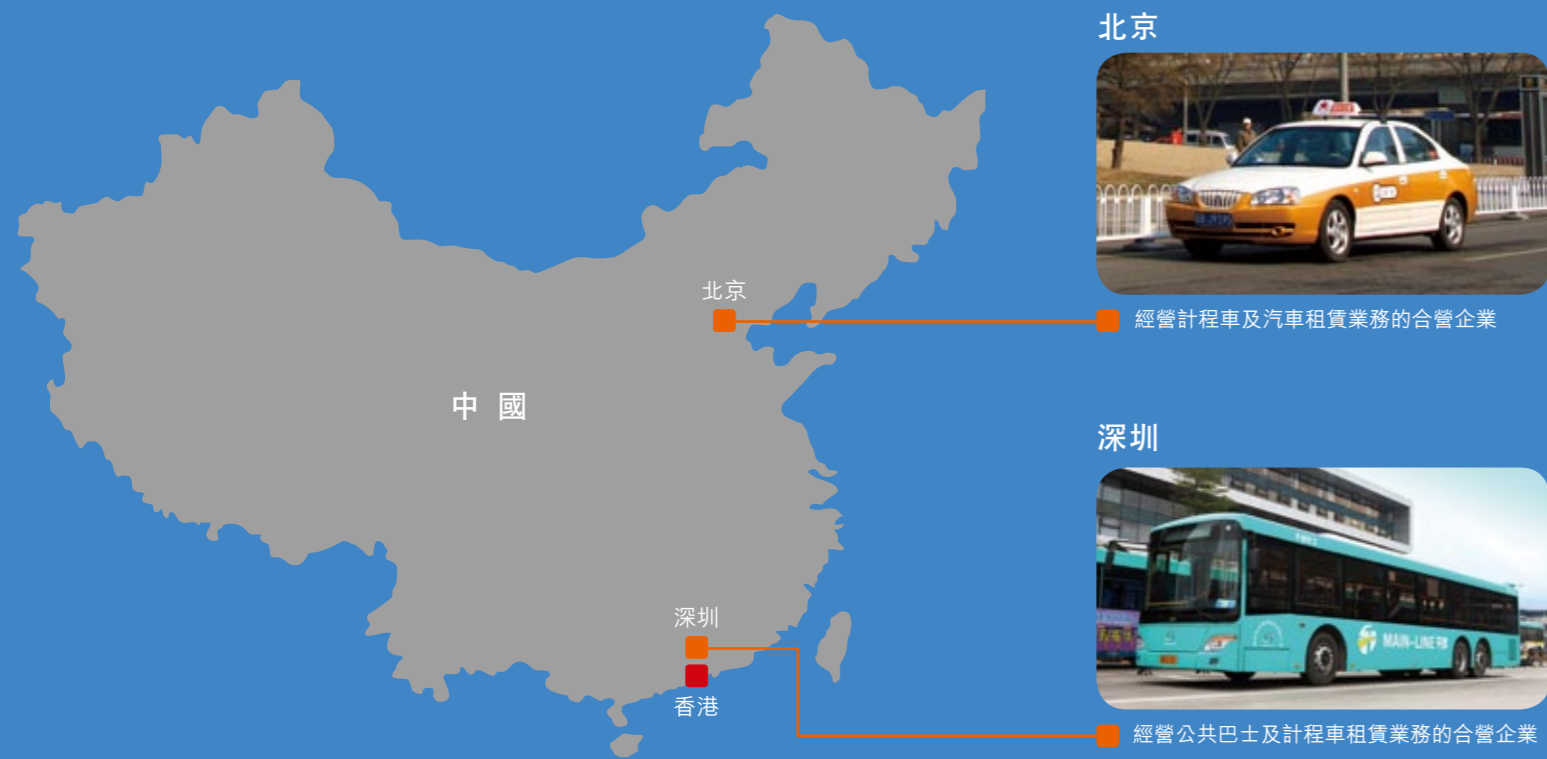 北京
北京
經營計程車及汽車租賃業務的合營企業
中 國
深圳
深圳
香港
MAIN-LINE
經營公共巴士及計程車租賃業務的合營企業